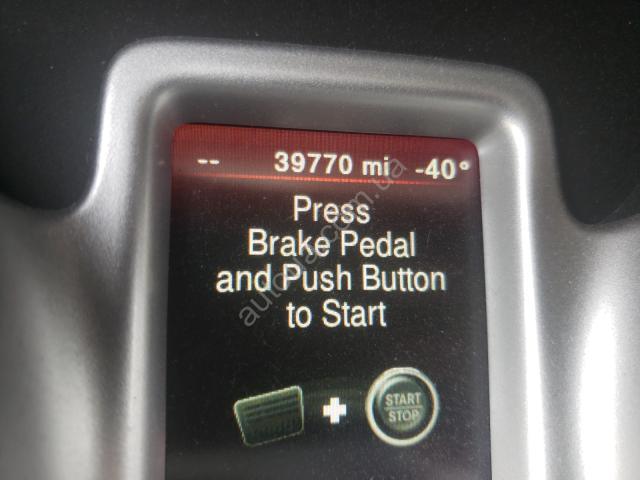 -- 39770 mi -40°
Press
Brake Pedal
and Push Button
to Start
START
STOP